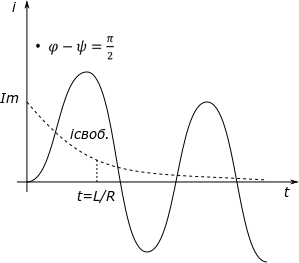 i
• φ − ψ = π/2
Im
iсвоб.
t
t=L/R